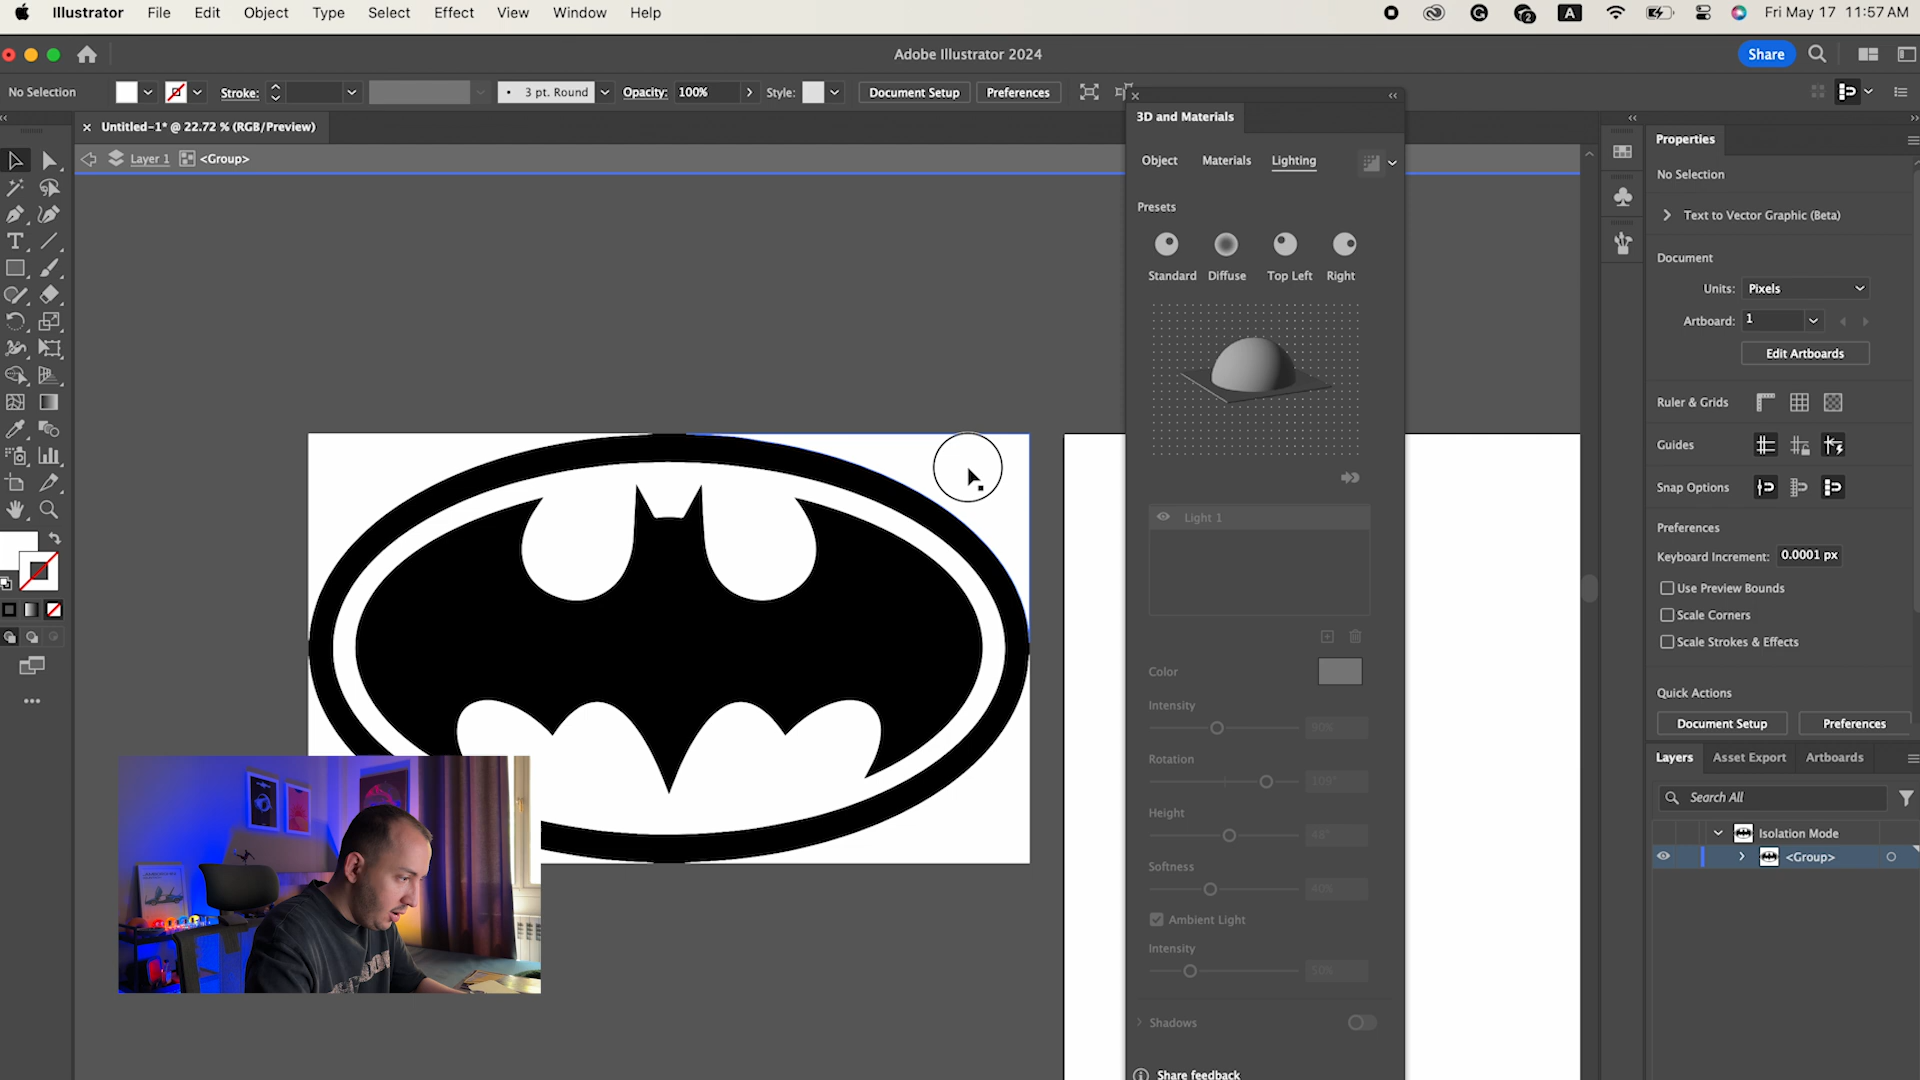 Illustrator File Edit Object Type Select Effect View Window Help
A 2 Fri May 17 11:57 AM
Adobe Illustrator 2024
Share
No Selection Stroke: 3 pt. Round Opacity: 100% Style: Document Setup Preferences
× Untitled-1* @ 22.72 % (RGB/Preview)
Layer 1 <Group>
3D and Materials
Object Materials Lighting
Presets
Standard Diffuse Top Left Right
Light 1
Color
Intensity
90%
Rotation
109°
Height
48°
Softness
40%
Ambient Light
Intensity
50%
Shadows
Share feedback
Properties
No Selection
Text to Vector Graphic (Beta)
Document
Units: Pixels
Artboard: 1
Edit Artboards
Ruler & Grids
Guides
Snap Options
Preferences
Keyboard Increment: 0.0001 px
Use Preview Bounds
Scale Corners
Scale Strokes & Effects
Quick Actions
Document Setup Preferences
Layers Asset Export Artboards
Search All
Isolation Mode
<Group>